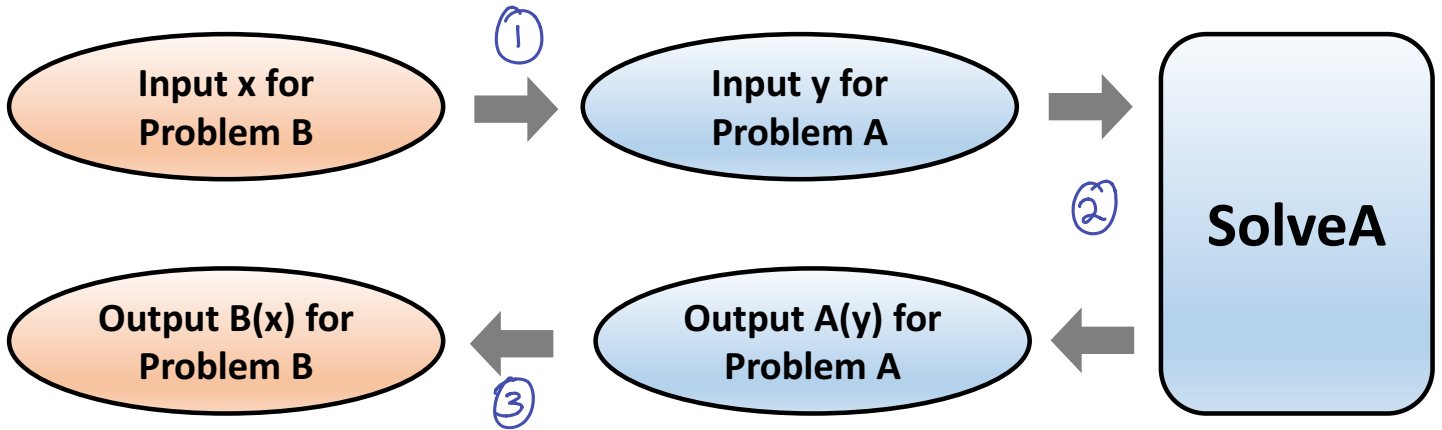 ①
Input x for
Problem B
Input y for
Problem A
②
SolveA
Output B(x) for
Problem B
Output A(y) for
Problem A
③